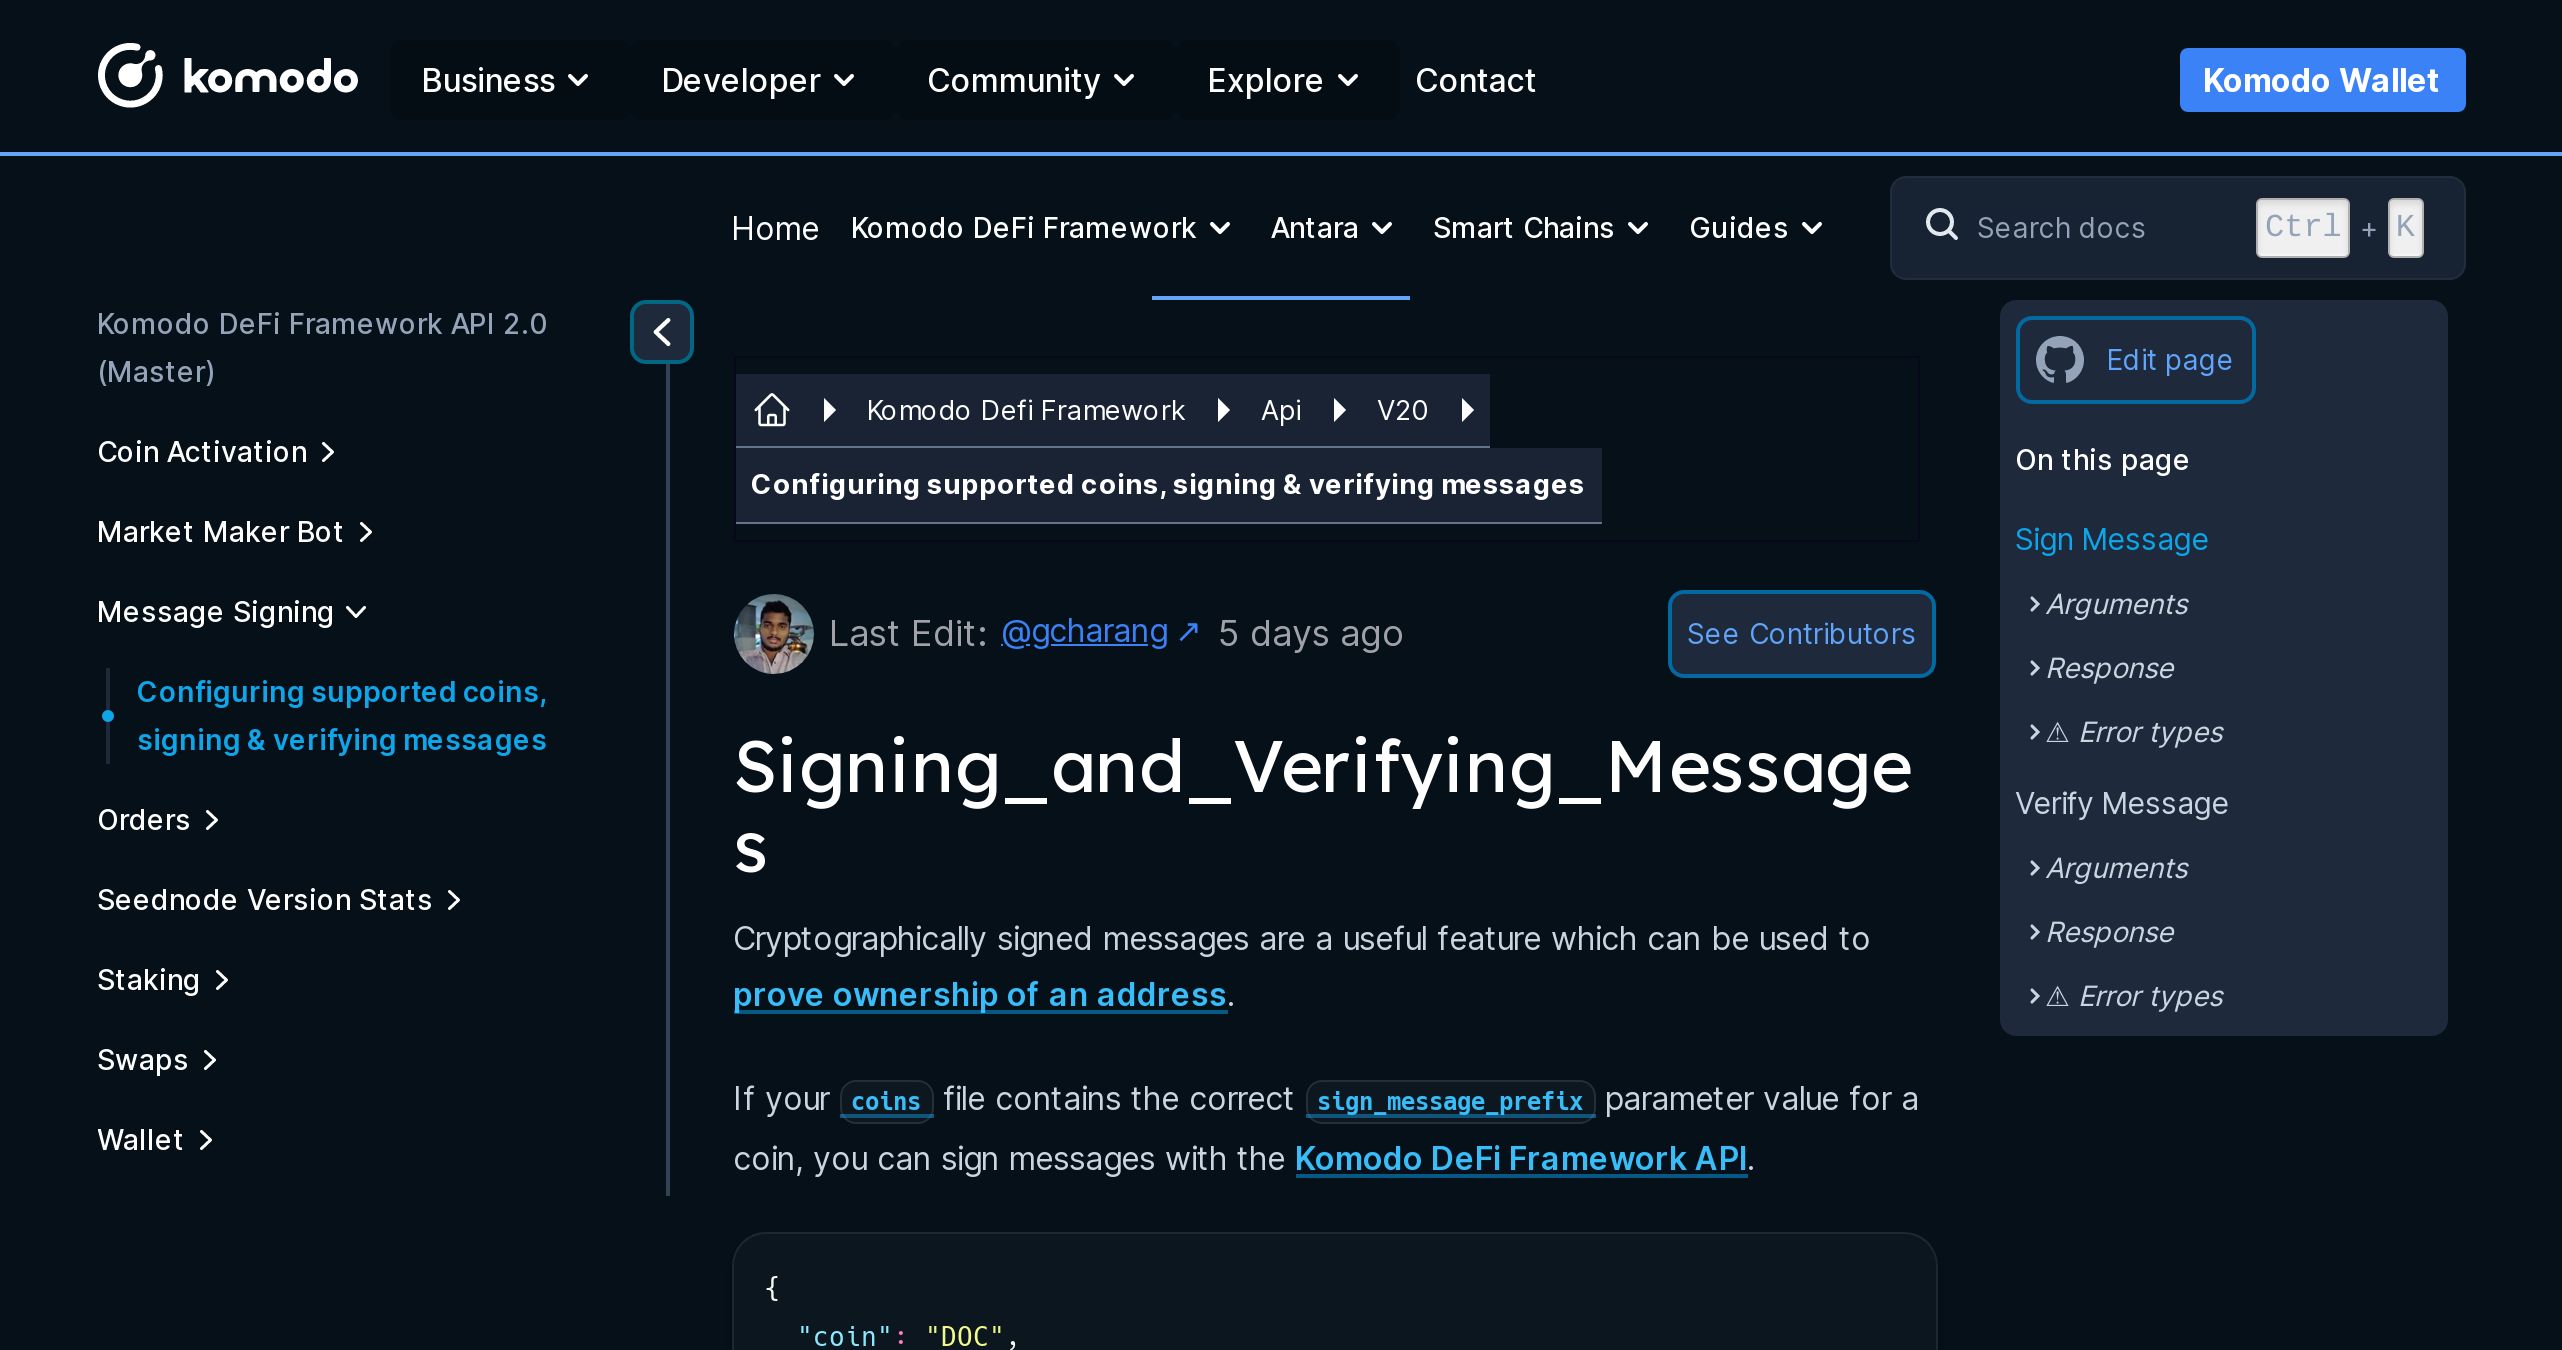 komodo
Business
Developer
Community
Explore
Contact
Komodo Wallet
Home
Komodo DeFi Framework
Antara
Smart Chains
Guides
Search docs
Ctrl + K
Komodo DeFi Framework API 2.0
(Master)
Coin Activation
Market Maker Bot
Message Signing
Configuring supported coins,
signing & verifying messages
Orders
Seednode Version Stats
Staking
Swaps
Wallet
Komodo Defi Framework
Api
V20
Configuring supported coins, signing & verifying messages
Last Edit: @gcharang ↗ 5 days ago
See Contributors
Signing_and_Verifying_Message
s
Cryptographically signed messages are a useful feature which can be used to
prove ownership of an address.
If your coins file contains the correct sign_message_prefix parameter value for a
coin, you can sign messages with the Komodo DeFi Framework API.
{
"coin": "DOC",
Edit page
On this page
Sign Message
Arguments
Response
⚠ Error types
Verify Message
Arguments
Response
⚠ Error types